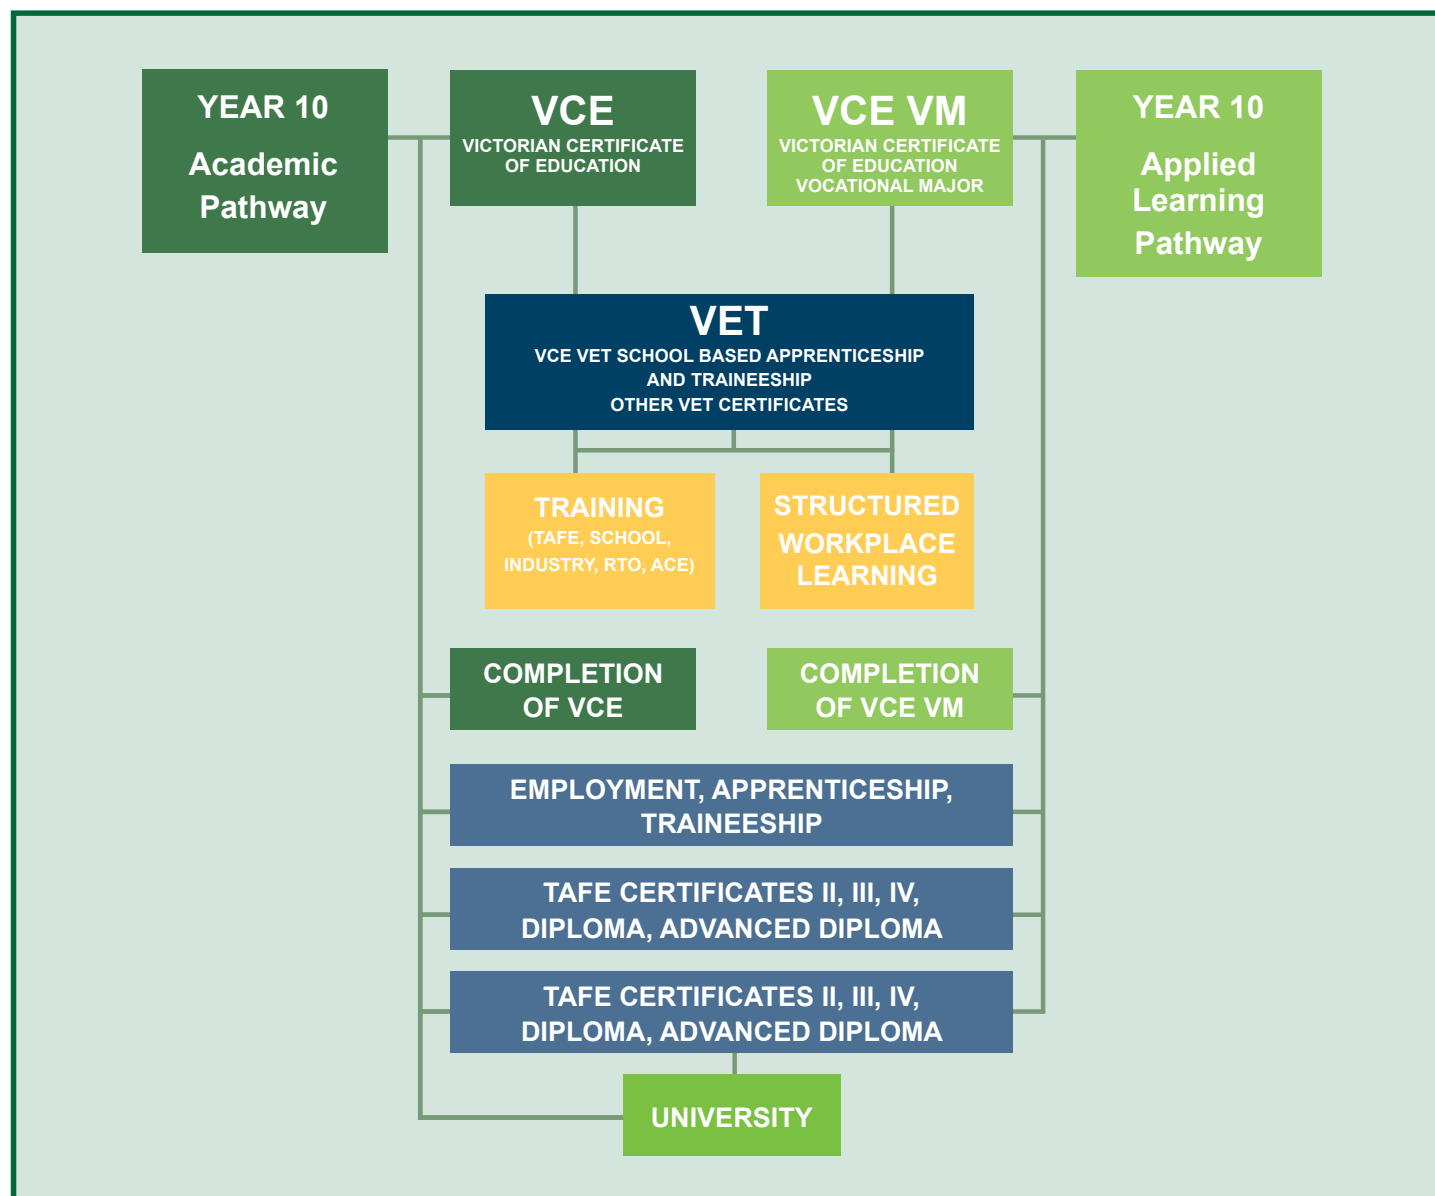 YEAR 10
Academic
Pathway
VCE
VICTORIAN CERTIFICATE
OF EDUCATION
VCE VM
VICTORIAN CERTIFICATE
OF EDUCATION
VOCATIONAL MAJOR
YEAR 10
Applied
Learning
Pathway
VET
VCE VET SCHOOL BASED APPRENTICESHIP
AND TRAINEESHIP
OTHER VET CERTIFICATES
TRAINING
(TAFE, SCHOOL,
INDUSTRY, RTO, ACE)
STRUCTURED
WORKPLACE
LEARNING
COMPLETION
OF VCE
COMPLETION
OF VCE VM
EMPLOYMENT, APPRENTICESHIP,
TRAINEESHIP
TAFE CERTIFICATES II, III, IV,
DIPLOMA, ADVANCED DIPLOMA
TAFE CERTIFICATES II, III, IV,
DIPLOMA, ADVANCED DIPLOMA
UNIVERSITY